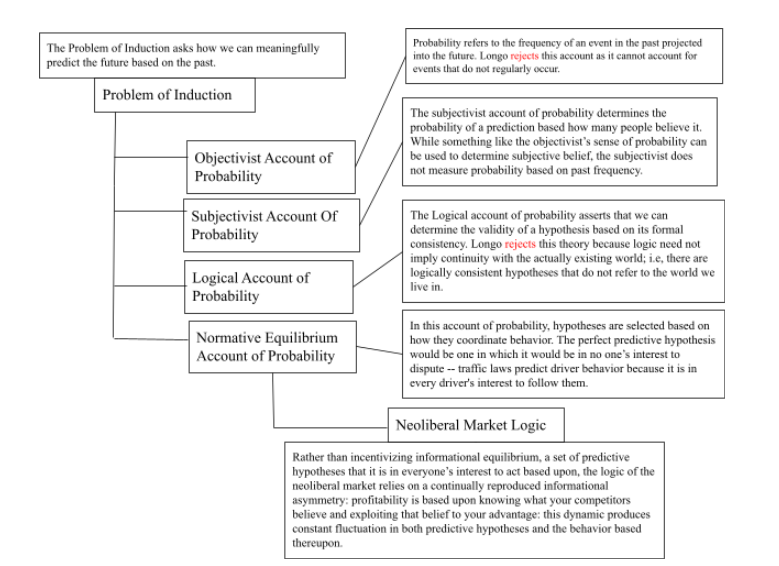 The Problem of Induction asks how we can meaningfully
predict the future based on the past.
Problem of Induction
Probability refers to the frequency of an event in the past projected
into the future. Longo rejects this account as it cannot account for
events that do not regularly occur.
Objectivist Account of
Probability
The subjectivist account of probability determines the
probability of a prediction based how many people believe it.
While something like the objectivist’s sense of probability can
be used to determine subjective belief, the subjectivist does
not measure probability based on past frequency.
Subjectivist Account Of
Probability
The Logical account of probability asserts that we can
determine the validity of a hypothesis based on its formal
consistency. Longo rejects this theory because logic need not
imply continuity with the actually existing world; i.e, there are
logically consistent hypotheses that do not refer to the world we
live in.
Logical Account of
Probability
In this account of probability, hypotheses are selected based on
how they coordinate behavior. The perfect predictive hypothesis
would be one in which it would be in no one’s interest to
dispute -- traffic laws predict driver behavior because it is in
every driver's interest to follow them.
Normative Equilibrium
Account of Probability
Neoliberal Market Logic
Rather than incentivizing informational equilibrium, a set of predictive
hypotheses that it is in everyone’s interest to act based upon, the logic of the
neoliberal market relies on a continually reproduced informational
asymmetry: profitability is based upon knowing what your competitors
believe and exploiting that belief to your advantage: this dynamic produces
constant fluctuation in both predictive hypotheses and the behavior based
thereupon.